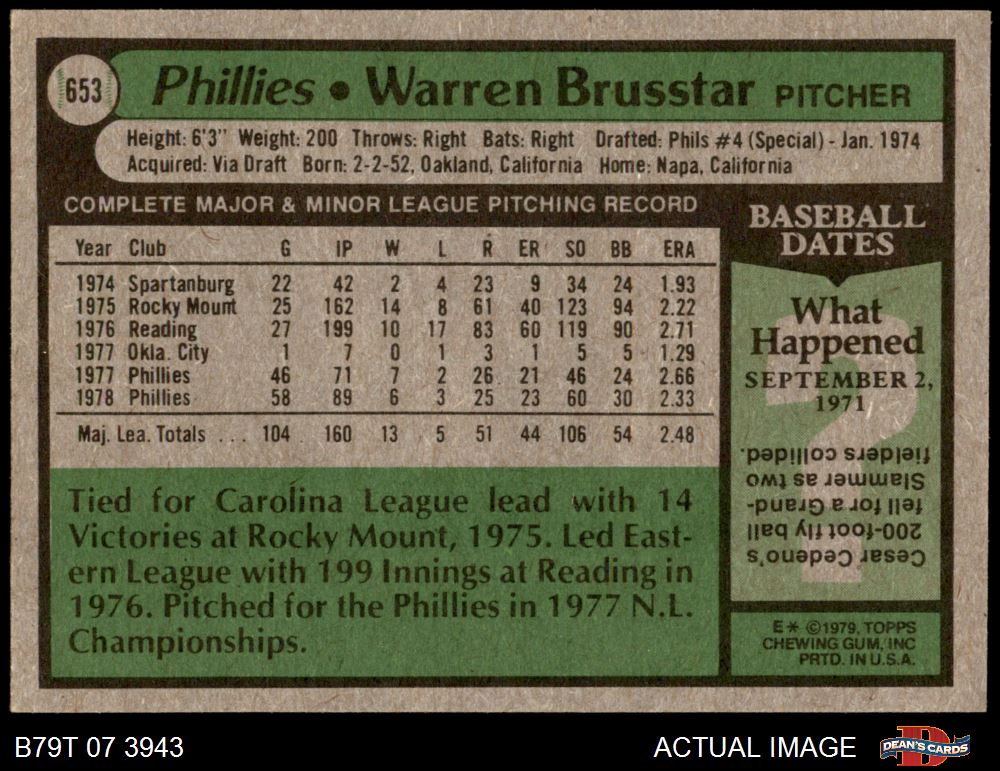 653
Phillies • Warren Brusstar PITCHER
Height: 6'3" Weight: 200 Throws: Right Bats: Right Drafted: Phils #4 (Special) - Jan. 1974
Acquired: Via Draft Born: 2-2-52, Oakland, California Home: Napa, California
COMPLETE MAJOR & MINOR LEAGUE PITCHING RECORD
Year Club G IP W L R ER SO BB ERA
1974 Spartanburg 22 42 2 4 23 9 34 24 1.93
1975 Rocky Mount 25 162 14 8 61 40 123 94 2.22
1976 Reading 27 199 10 17 83 60 119 90 2.71
1977 Okla. City 1 7 0 1 3 1 5 5 1.29
1977 Phillies 46 71 7 2 26 21 46 24 2.66
1978 Phillies 58 89 6 3 25 23 60 30 2.33
Maj. Lea. Totals ... 104 160 13 5 51 44 106 54 2.48
Tied for Carolina League lead with 14
Victories at Rocky Mount, 1975. Led East-
ern League with 199 Innings at Reading in
1976. Pitched for the Phillies in 1977 N.L.
Championships.
BASEBALL
DATES
What
Happened
SEPTEMBER 2,
1971
?
Cesar Cedeno's
200-foot fly ball
fell for a Grand-
Slammer as two
fielders collided.
E* ©1979, TOPPS
CHEWING GUM, INC
PRTD. IN U.S.A.
B79T 07 3943
ACTUAL IMAGE
DEAN'S CARDS